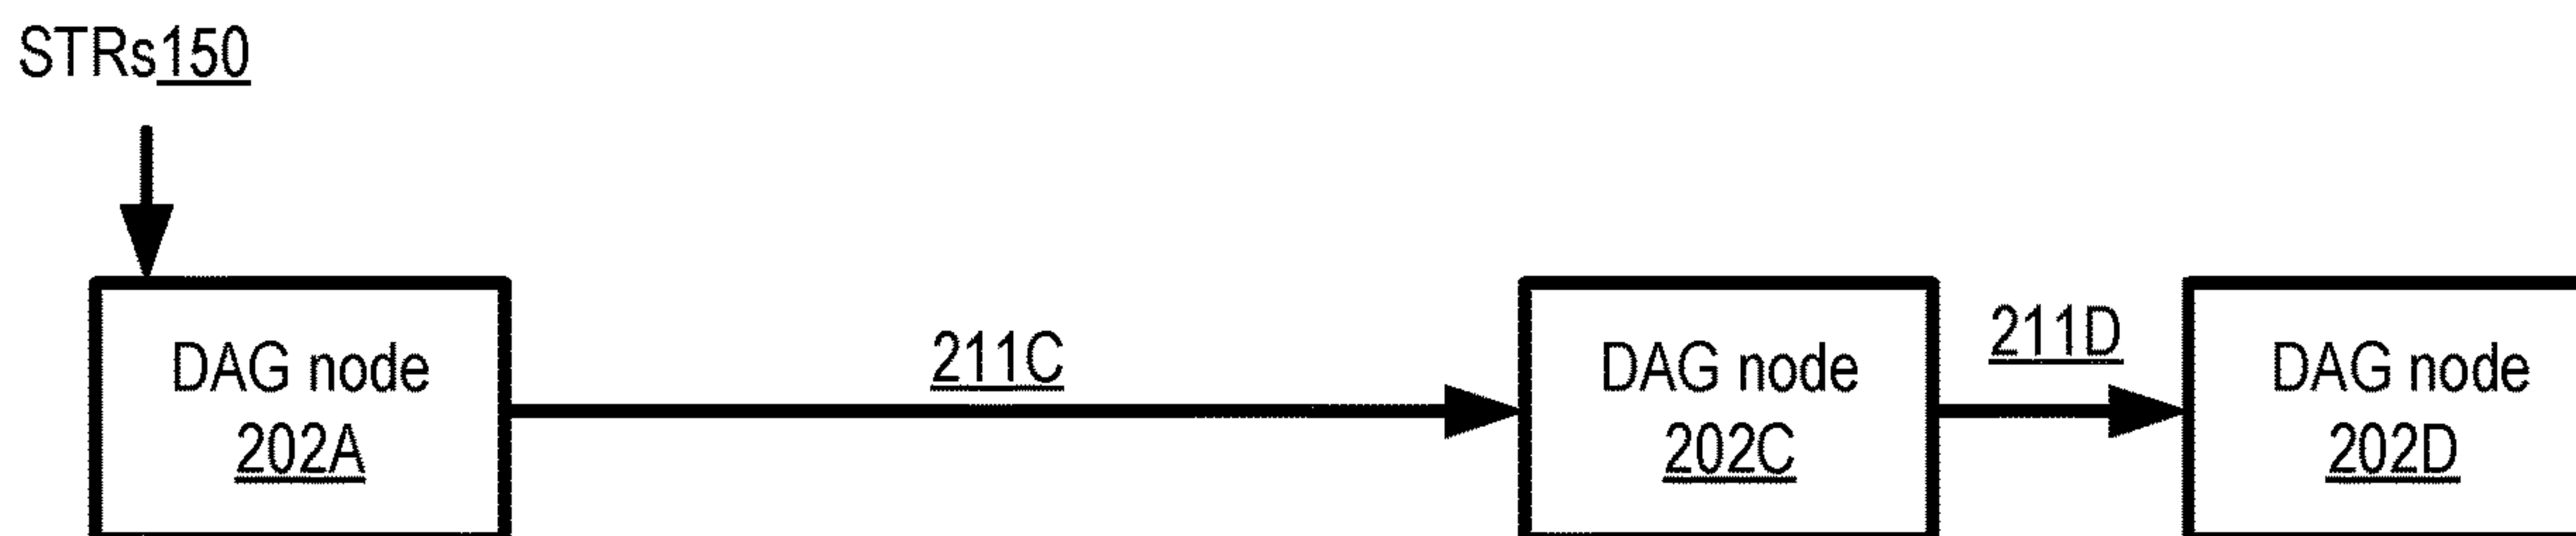 STRs150
DAG node
202A
211C
DAG node
202C
211D
DAG node
202D